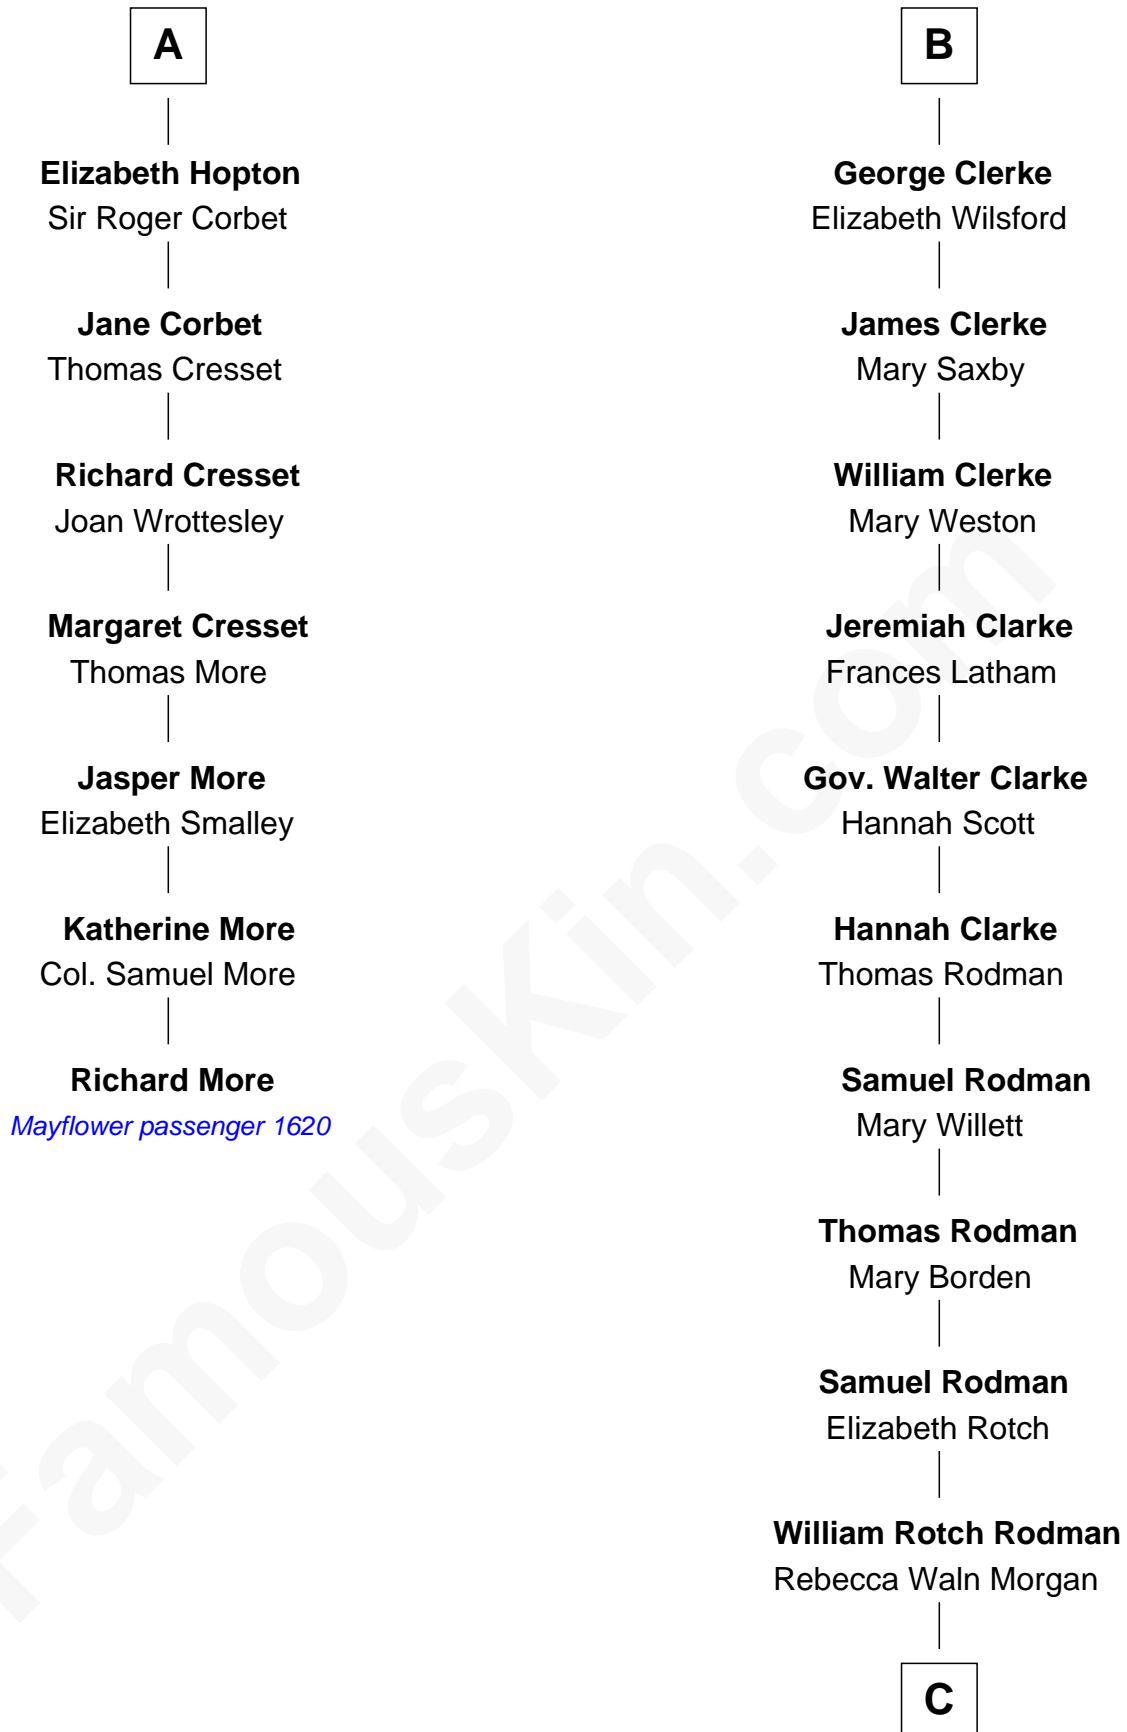 A
Elizabeth Hopton
Sir Roger Corbet
Jane Corbet
Thomas Cresset
Richard Cresset
Joan Wrottesley
Margaret Cresset
Thomas More
Jasper More
Elizabeth Smalley
Katherine More
Col. Samuel More
Richard More
Mayflower passenger 1620
B
George Clerke
Elizabeth Wilsford
James Clerke
Mary Saxby
William Clerke
Mary Weston
Jeremiah Clarke
Frances Latham
Gov. Walter Clarke
Hannah Scott
Hannah Clarke
Thomas Rodman
Samuel Rodman
Mary Willett
Thomas Rodman
Mary Borden
Samuel Rodman
Elizabeth Rotch
William Rotch Rodman
Rebecca Waln Morgan
C
FamousKin.com